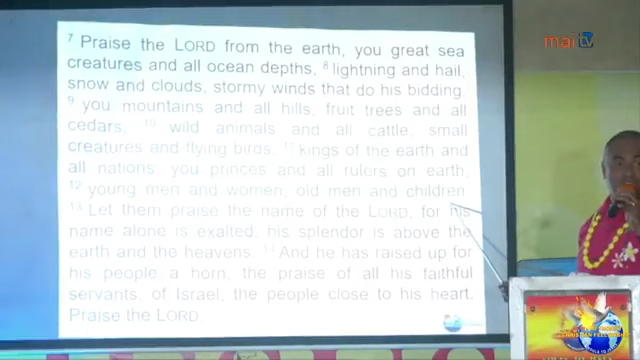 7 Praise the LORD from the earth, you great sea
creatures and all ocean depths, 8 lightning and hail,
snow and clouds, stormy winds that do his bidding,
9 you mountains and all hills, fruit trees and all
cedars, 10 wild animals and all cattle, small
creatures and flying birds, 11 kings of the earth and
all nations, you princes and all rulers on earth,
12 young men and women, old men and children.
13 Let them praise the name of the LORD, for his
name alone is exalted; his splendor is above the
earth and the heavens. 14 And he has raised up for
his people a horn, the praise of all his faithful
servants, of Israel, the people close to his heart.
Praise the LORD.
maitv
CHRISTIAN FELLOWSHIP